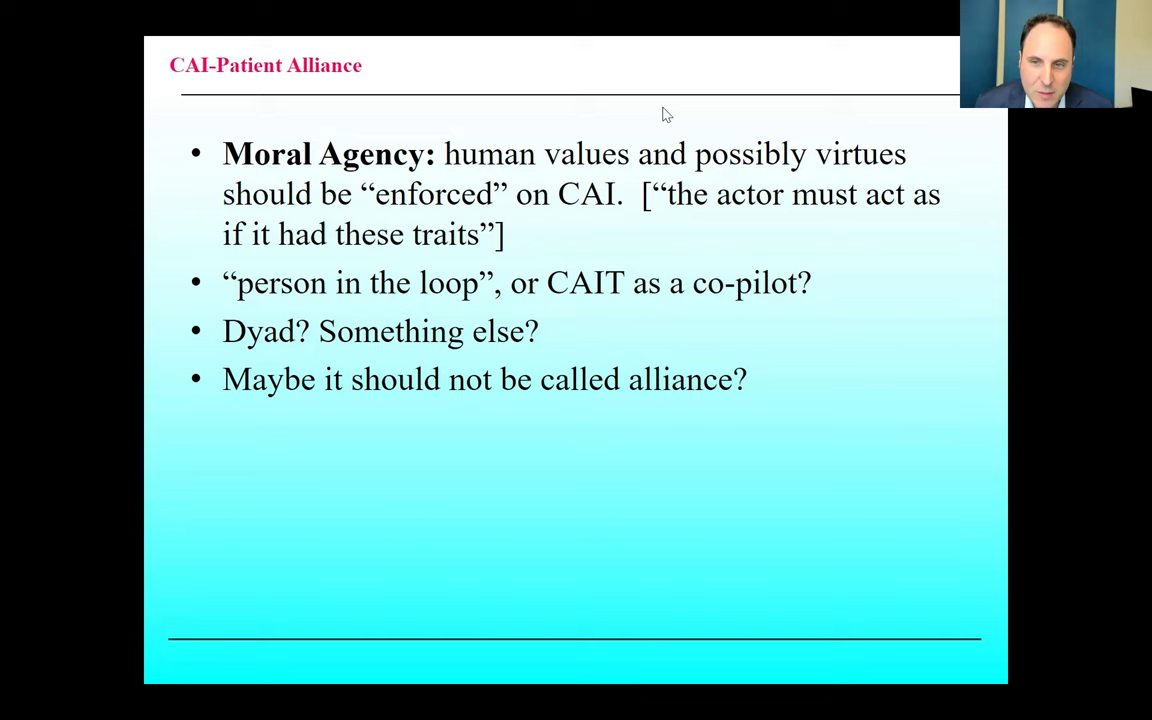 CAI-Patient Alliance
• Moral Agency: human values and possibly virtues
should be “enforced” on CAI. [“the actor must act as
if it had these traits”]
• “person in the loop”, or CAIT as a co-pilot?
• Dyad? Something else?
• Maybe it should not be called alliance?